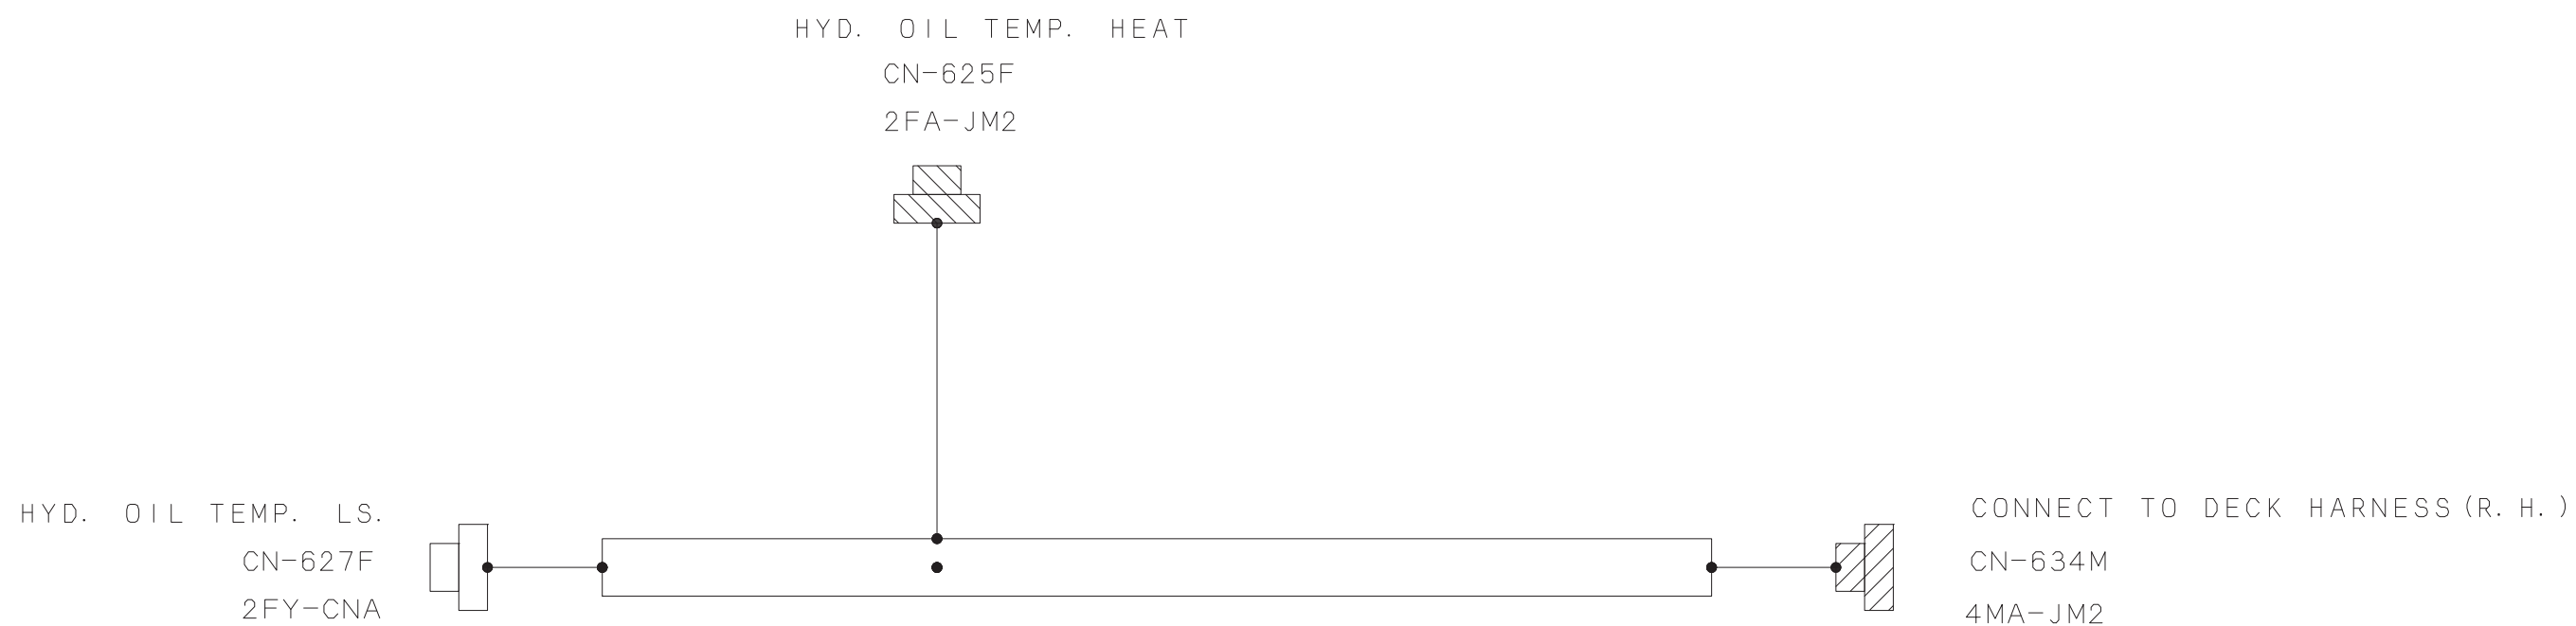 HYD. OIL TEMP. HEAT
CN-625F
2FA-JM2
HYD. OIL TEMP. LS.
CN-627F
2FY-CNA
CONNECT TO DECK HARNESS(R.H.)
CN-634M
4MA-JM2